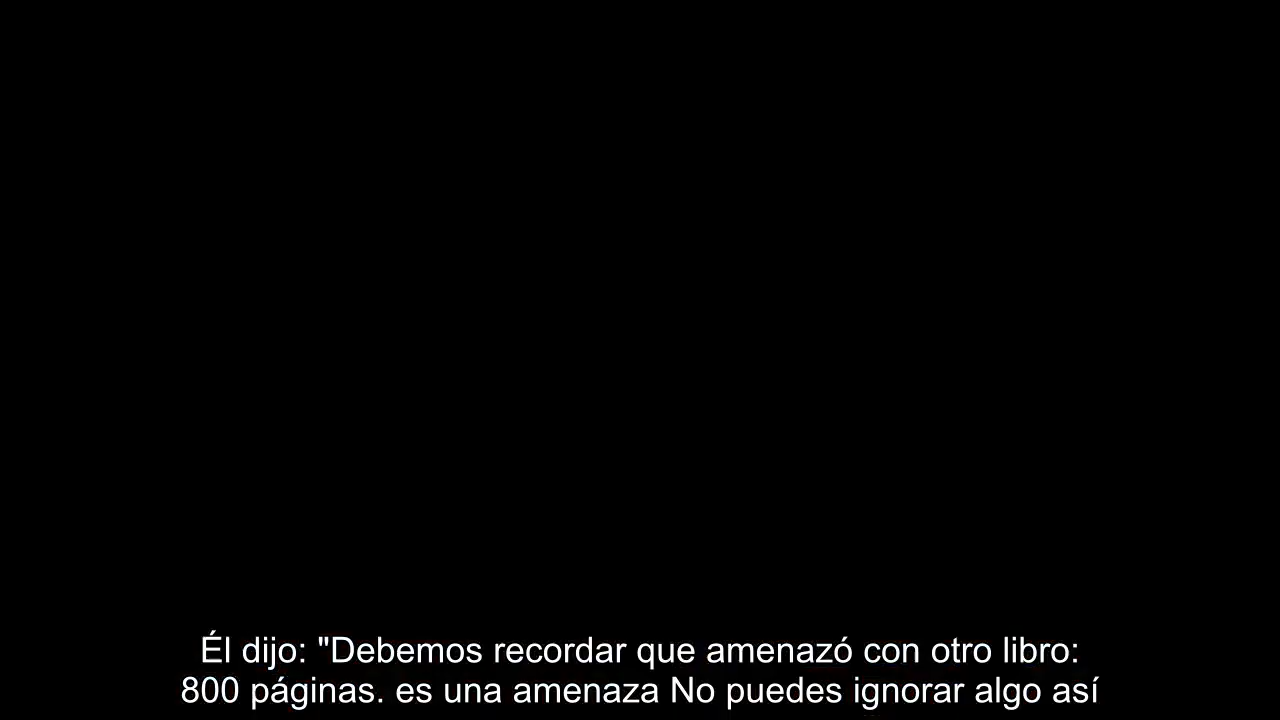 Él dijo: "Debemos recordar que amenazó con otro libro:
800 páginas. es una amenaza No puedes ignorar algo así